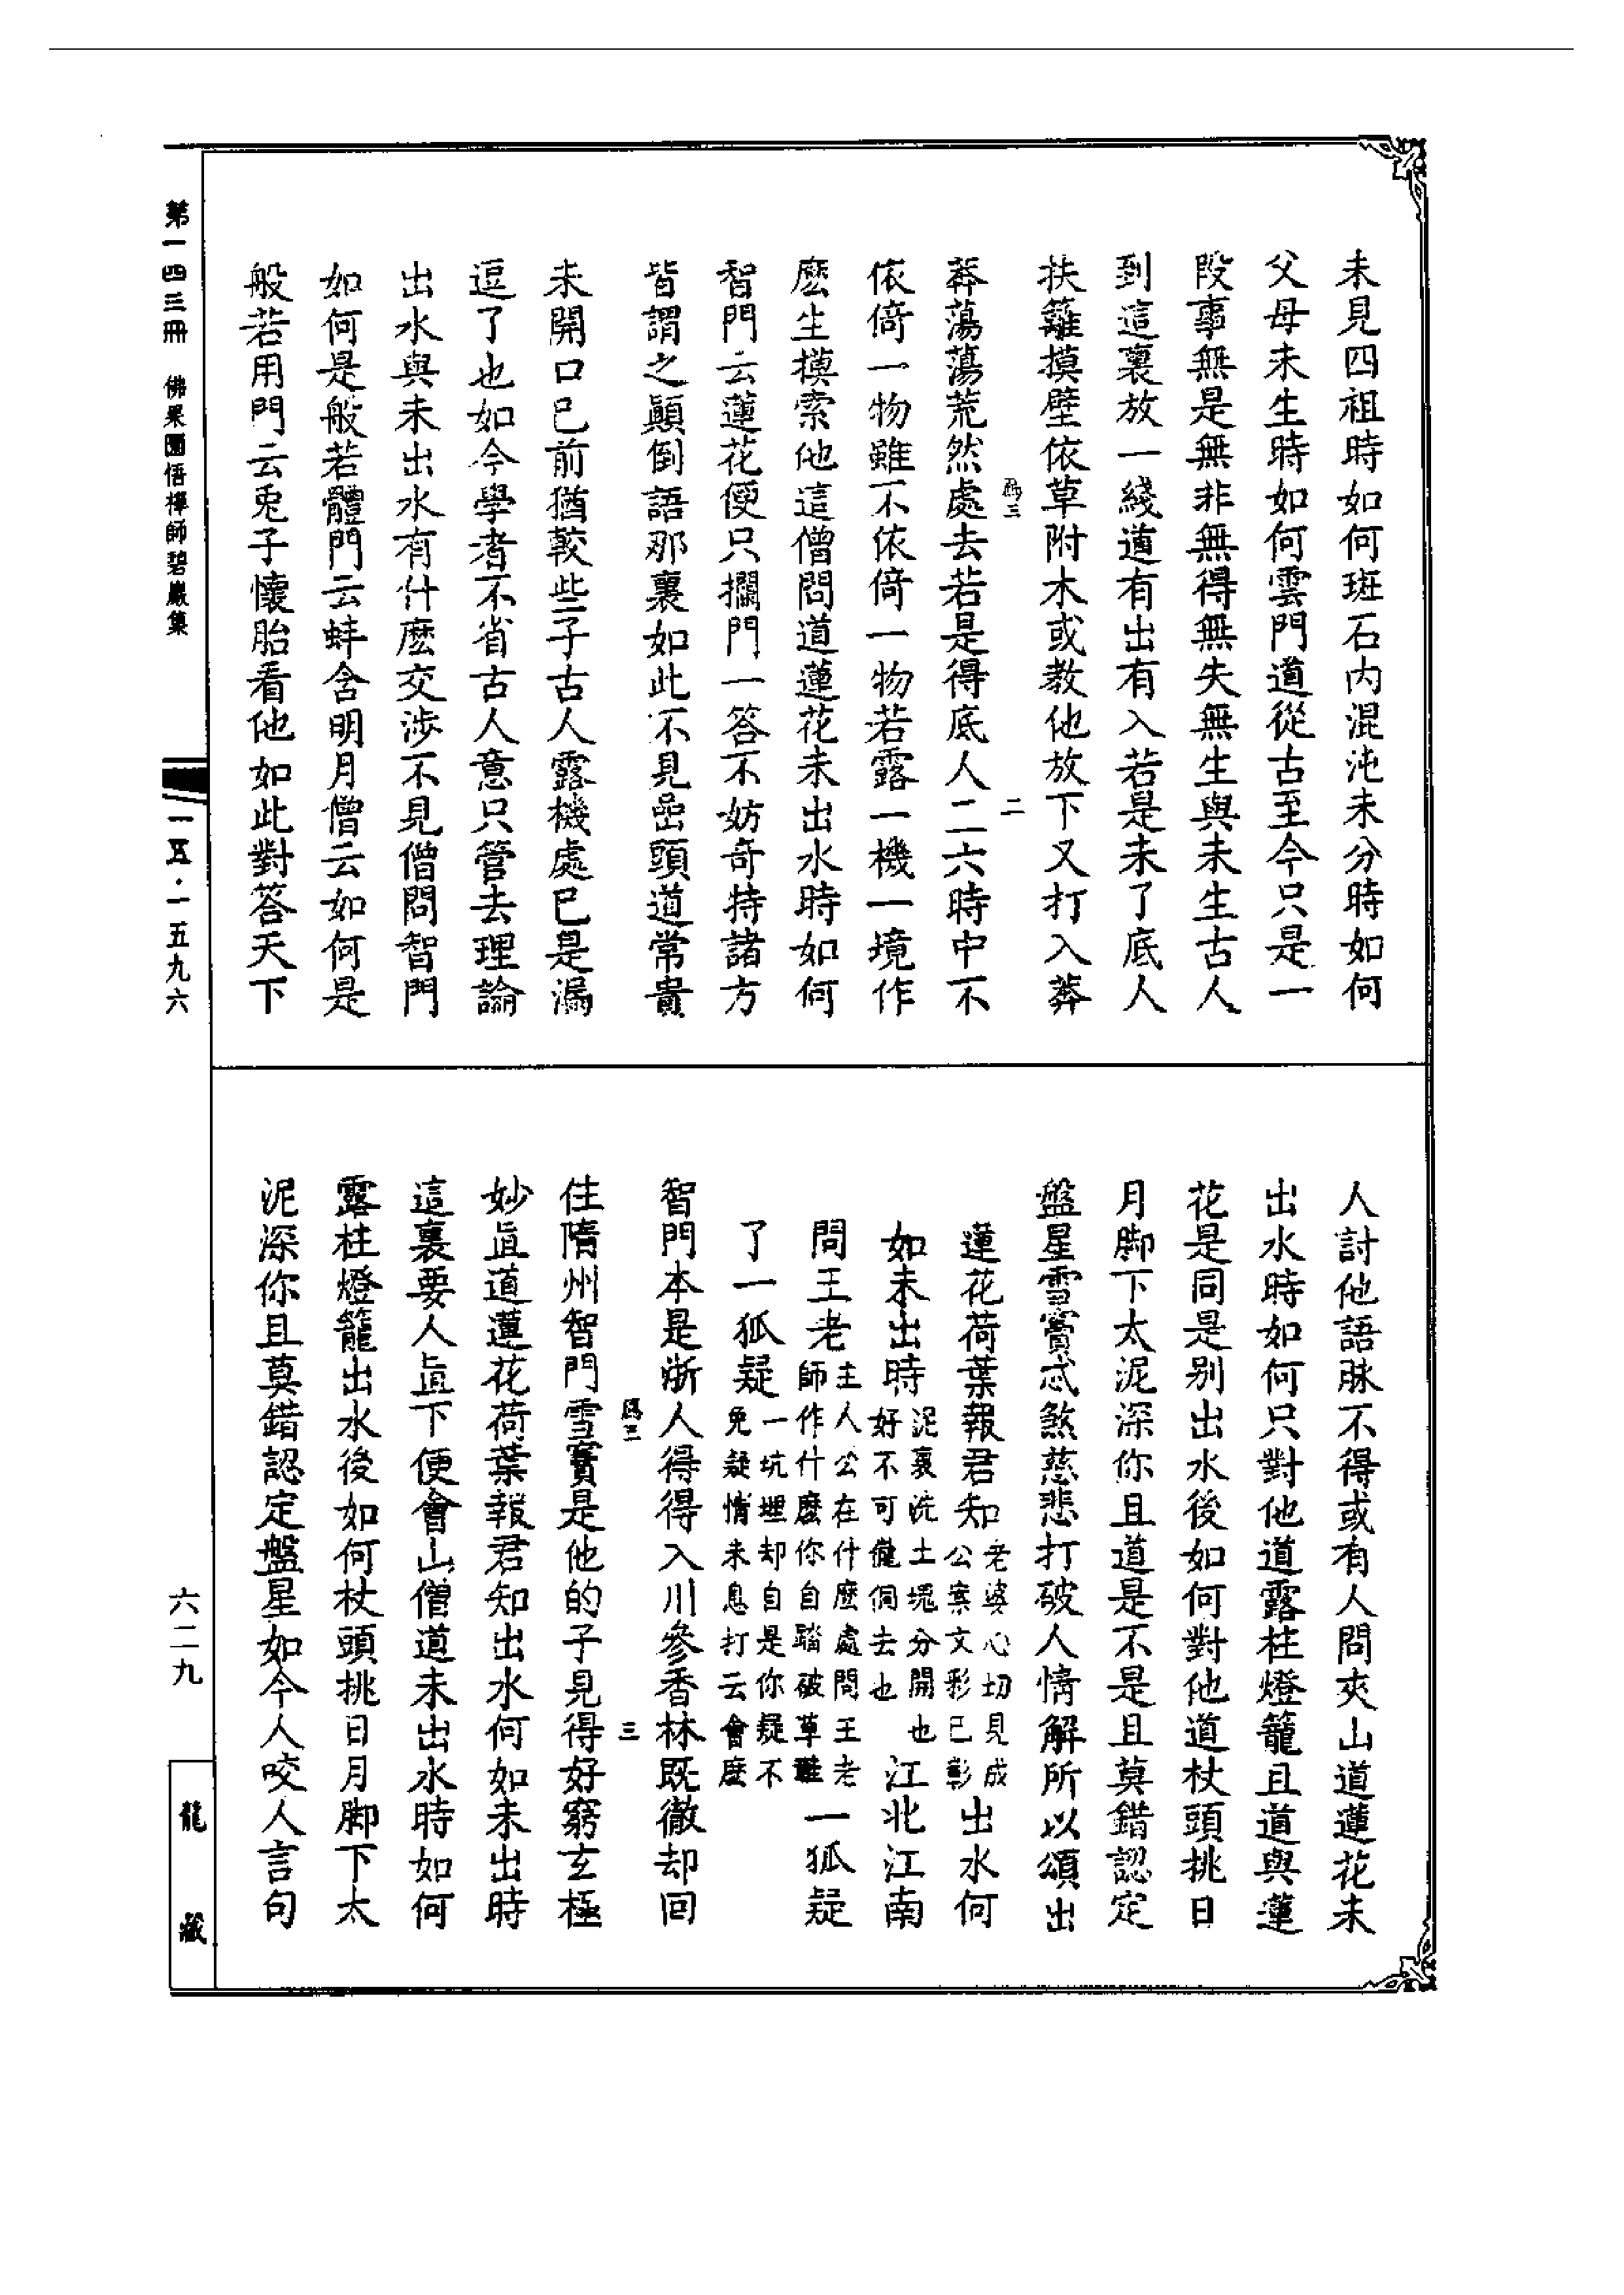 未見四祖時如何斑石内混沌未分時如何
父母未生時如何雲門道從古至今只是一
段事無是無非無得無失無生與未生古人
到這裏放一綫道有出有入若是未了底人
扶籬摸壁依草附木或教他放下又打入莽
二
莽蕩蕩荒然處去若是得底人二六時中不
依倚一物雖不依倚一物若露一機一境作
麽生摸索他這僧問道蓮花未出水時如何
智門云蓮花便只攔門一答不妨奇特諸方
皆謂之顛倒語那裏如此不見嵓頭道常貴
未開口已前猶較些子古人露機處已是漏
逗了也如今學者不省古人意只管去理論
出水與未出水有什麽交涉不見僧問智門
如何是般若體門云蚌含明月僧云如何是
般若用門云兎子懷胎看他如此對答天下
人討他語脉不得或有人問夾山道蓮花未
出水時如何只對他道露柱燈籠且道與蓮
花是同是別出水後如何對他道杖頭挑日
月脚下太泥深你且道是不是且莫錯認定
盤星雪竇忒煞慈悲打破人情解所以頌出
蓮花荷葉報君知老婆心切見成公案文彩已彰出水何
如未出時泥裏洗土塊分開也好不可儱侗去也江北江南
問王老主人公在什麽處問王老師作什麽你自踏破草鞋一狐疑
了一狐疑一坑埋却自是你疑不免疑情未息打云會麽
智門本是浙人得得入川參香林既徹却回
三
住隋州智門雪竇是他的子見得好窮玄極
妙直道蓮花荷葉報君知出水何如未出時
這裏要人直下便會山僧道未出水時如何
露柱燈籠出水後如何杖頭挑日月脚下太
泥深你且莫錯認定盤星如今人咬人言句
第一四三冊 佛果圜悟禪師碧巖集
一五·一五九六
六二九
龍藏